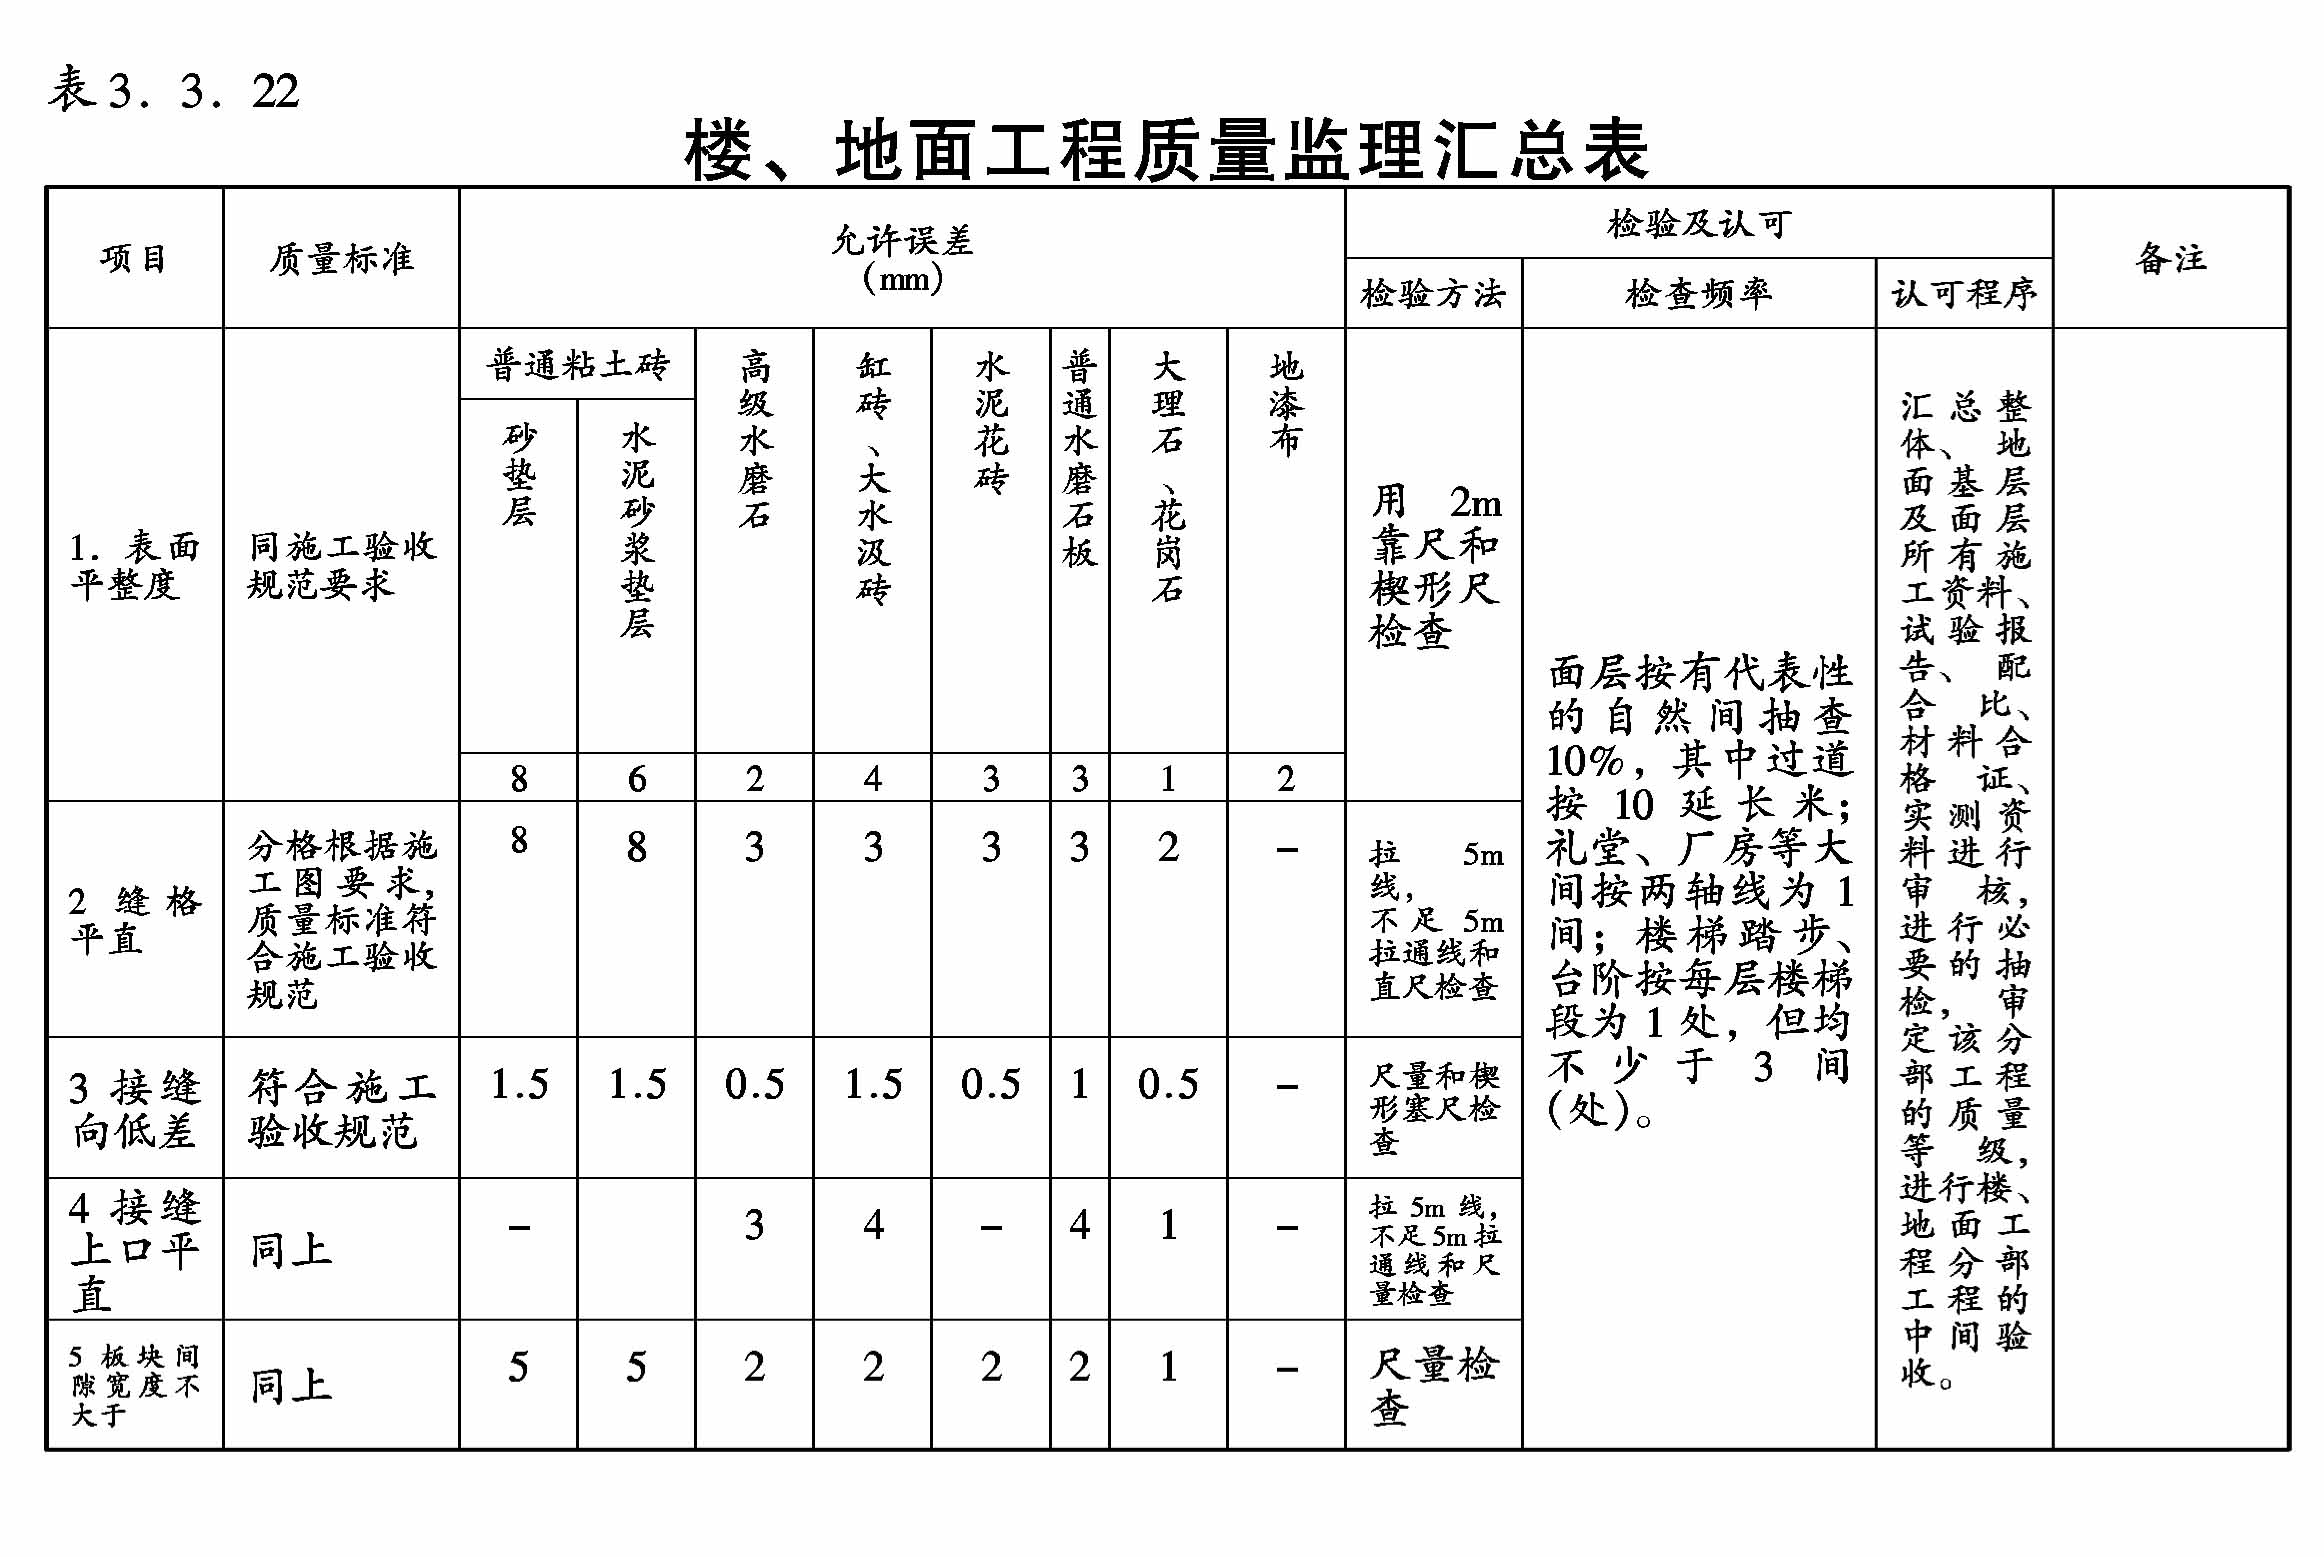 表3. 3. 22
楼、地面工程质量监理汇总表
项目
质量标准
允许误差
(mm)
检验及认可
备注
检验方法
检查频率
认可程序
1. 表面
平整度
同施工验收
规范要求
普通粘土砖
砂垫层
水泥砂浆垫层
高级水磨石
缸砖、大水汲砖
水泥花砖
普通水磨石板
大理石、花岗石
地漆布
8
6
2
4
3
3
1
2
用 2m
靠尺和
楔形尺
检查
面层按有代表性
的自然间抽查
10%，其中过道
按 10 延长米；
礼堂、厂房等大
间按两轴线为 1
间；楼梯踏步、
台阶按每层楼梯
段为 1 处，但均
不少于 3 间
(处)。
汇总整
体、地
面基层
及面层
所有施
工资料、
试验报
告、配
合比、
材料合
格证、
实测资
料进行
审核，
进行必
要的抽
检，审
定该分
部工程
的质量
等级，
进行楼、
地面工
程分部
工程的
中间验
收。
2 缝格
平直
分格根据施
工图要求，
质量标准符
合施工验收
规范
8
8
3
3
3
3
2
–
拉 5m
线，
不足 5m
拉通线和
直尺检查
3 接缝
向低差
符合施工
验收规范
1.5
1.5
0.5
1.5
0.5
1
0.5
–
尺量和楔
形塞尺检
查
4 接缝
上口平
直
同上
–
3
4
–
4
1
–
拉 5m 线，
不足 5m 拉
通线和尺
量检查
5 板块间
隙宽度不
大于
同上
5
5
2
2
2
2
1
–
尺量检
查